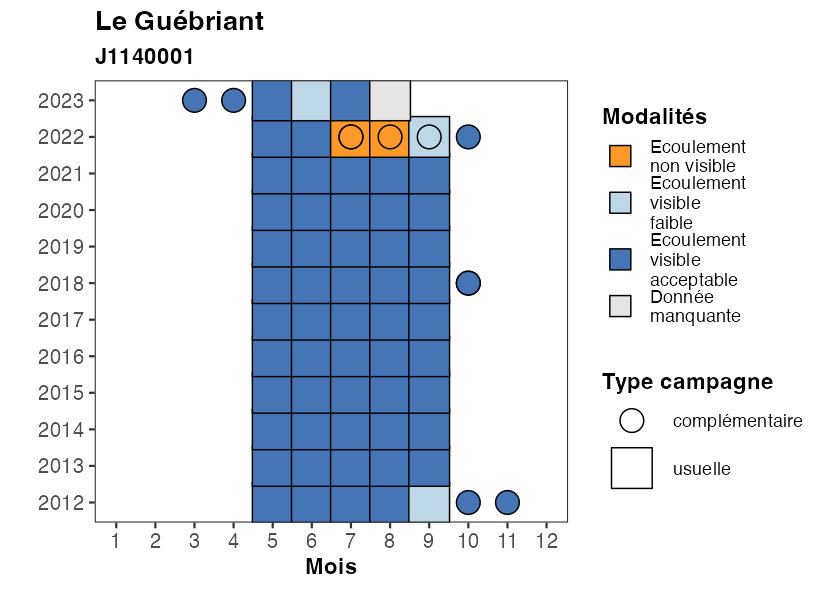 Le Guébriant
J1140001
2023
2022
2021
2020
2019
2018
2017
2016
2015
2014
2013
2012
1 2 3 4 5 6 7 8 9 10 11 12
Mois
Modalités
Ecoulement
non visible
Ecoulement
visible
faible
Ecoulement
visible
acceptable
Donnée
manquante
Type campagne
complémentaire
usuelle